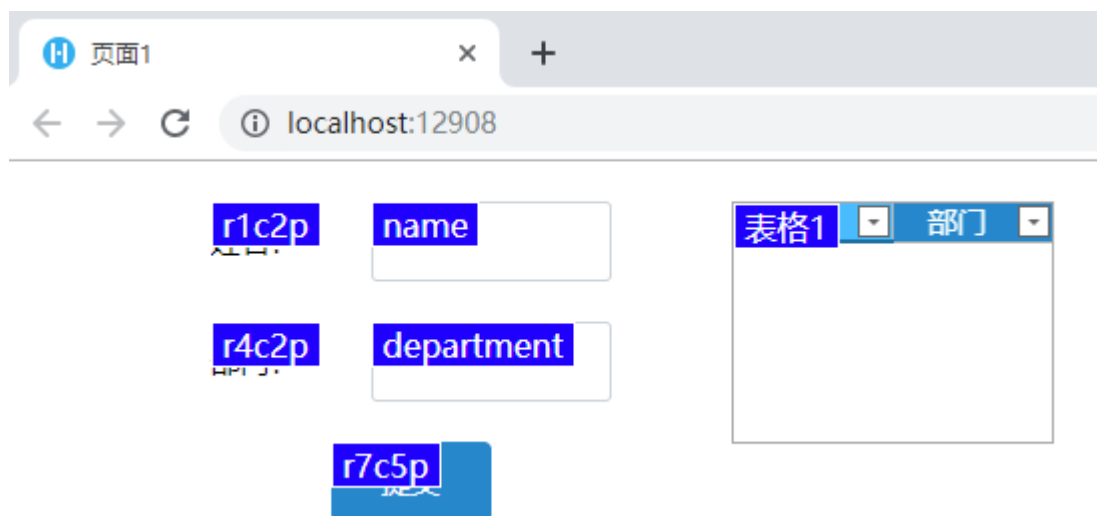 页面1
localhost:12908
r1c2p name 表格1 部门
r4c2p department
r7c5p